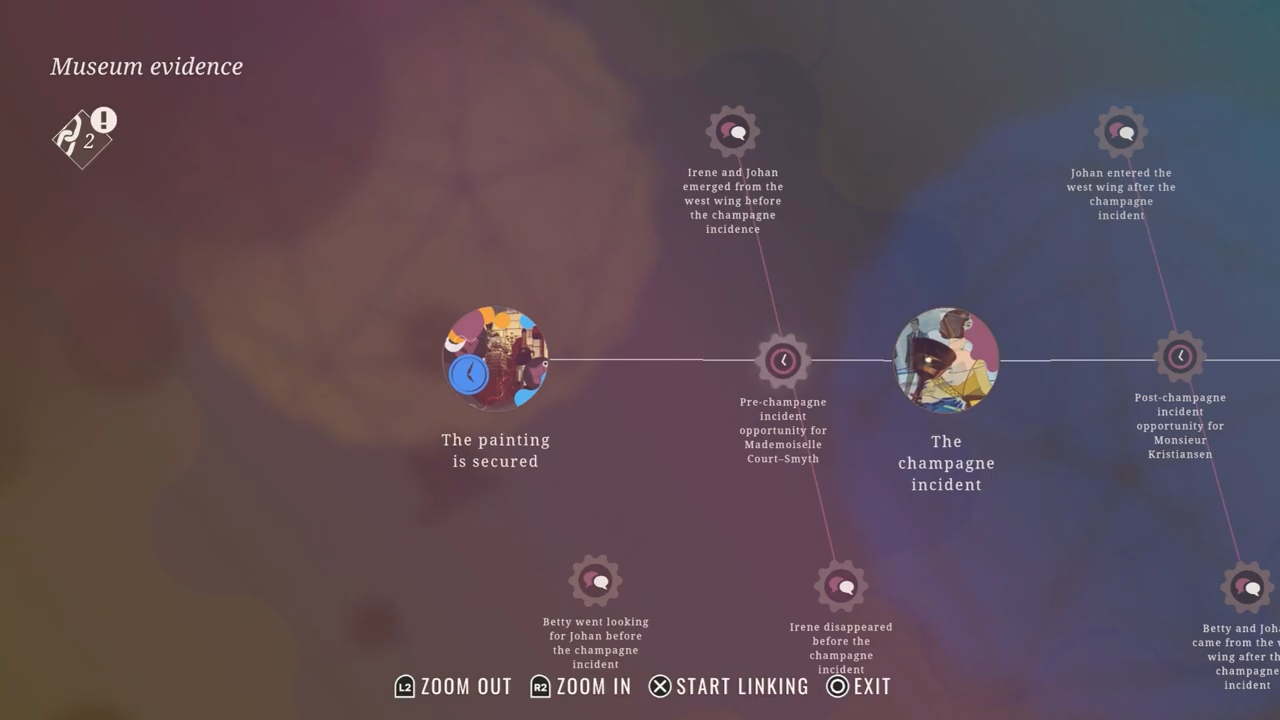 Museum evidence
2
Irene and Johan
emerged from the
west wing before
the champagne
incidence
Johan entered the
west wing after the
champagne
incident
The painting
is secured
Pre-champagne
incident
opportunity for
Mademoiselle
Court-Smyth
The
champagne
incident
Post-champagne
incident
opportunity for
Monsieur
Kristiansen
Betty went looking
for Johan before
the champagne
incident
Irene disappeared
before the
champagne
incident
Betty and Joha
came from the w
wing after th
champagne
incident
L2 ZOOM OUT R2 ZOOM IN START LINKING EXIT